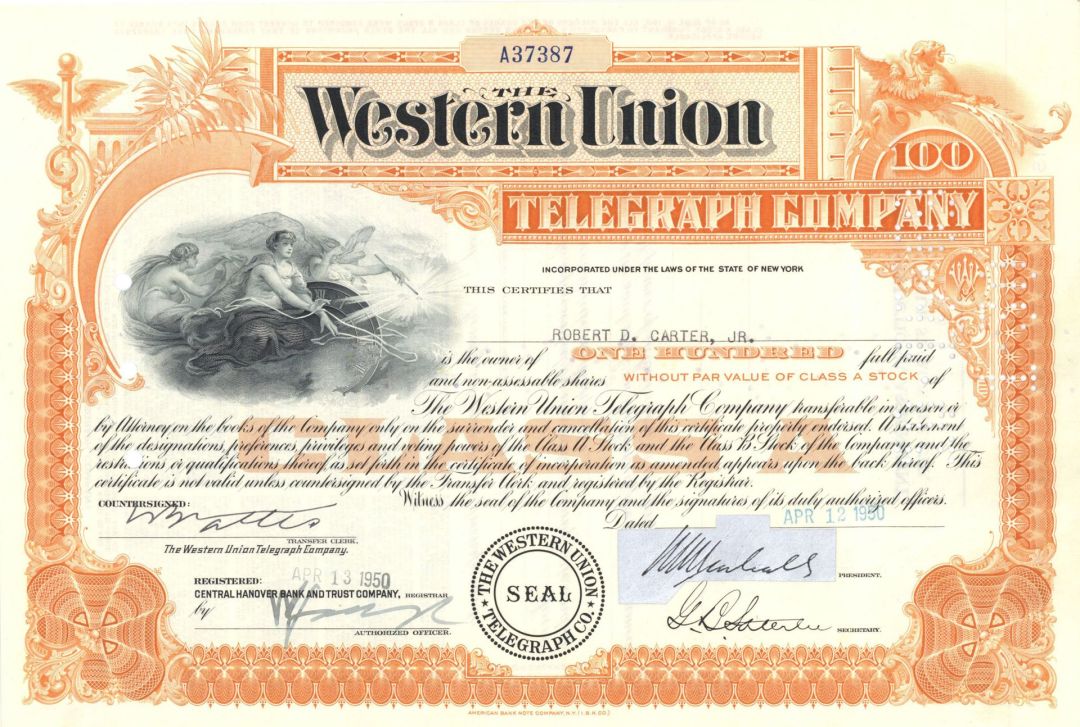 A37387
THE
Western Union
100
TELEGRAPH COMPANY
INCORPORATED UNDER THE LAWS OF THE STATE OF NEW YORK
THIS CERTIFIES THAT
ROBERT D. CARTER, JR.
is the owner of ONE HUNDRED full paid
and non-assessable shares WITHOUT PAR VALUE OF CLASS A STOCK of
The Western Union Telegraph Company transferable in person or
by Attorney on the books of the Company only on the surrender and cancellation of this certificate properly endorsed. A statement
of the designations, preferences privileges and voting powers of the Class A Stock and the Class B Stock of the Company and the
restrictions or qualifications thereof as set forth in the certificate of incorporation as amended appears upon the back hereof. This
certificate is not valid unless countersigned by the Transfer Clerk and registered by the Registrar.
CLASS A
Witness the seal of the Company and the signatures of its duly authorized officers.
Dated APR 12 1950
COUNTERSIGNED:
TRANSFER CLERK,
The Western Union Telegraph Company.
REGISTERED: APR 13 1950
CENTRAL HANOVER BANK AND TRUST COMPANY, REGISTRAR
by
AUTHORIZED OFFICER.
THE WESTERN UNION TELEGRAPH CO.
SEAL
PRESIDENT.
SECRETARY.
AMERICAN BANK NOTE COMPANY, N.Y. (I.B.N.CO.)